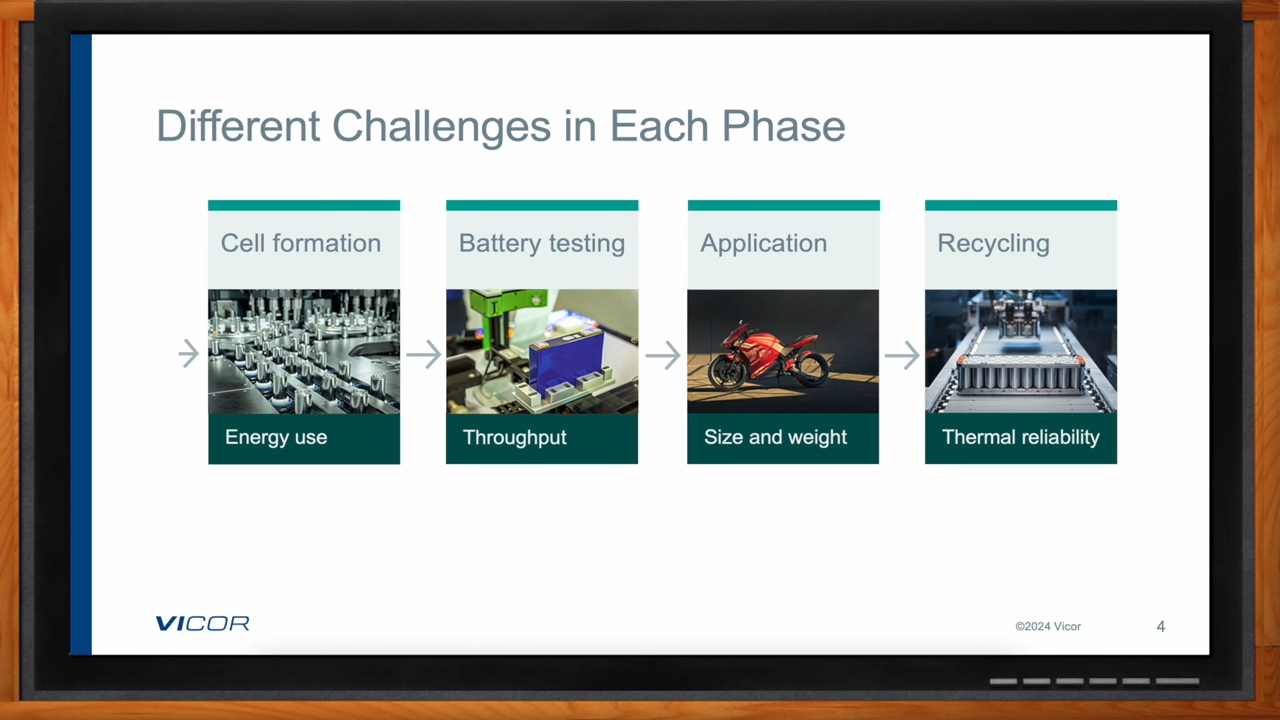 Different Challenges in Each Phase
Cell formation
Energy use
Battery testing
Throughput
Application
Size and weight
Recycling
Thermal reliability
VICOR
©2024 Vicor
4